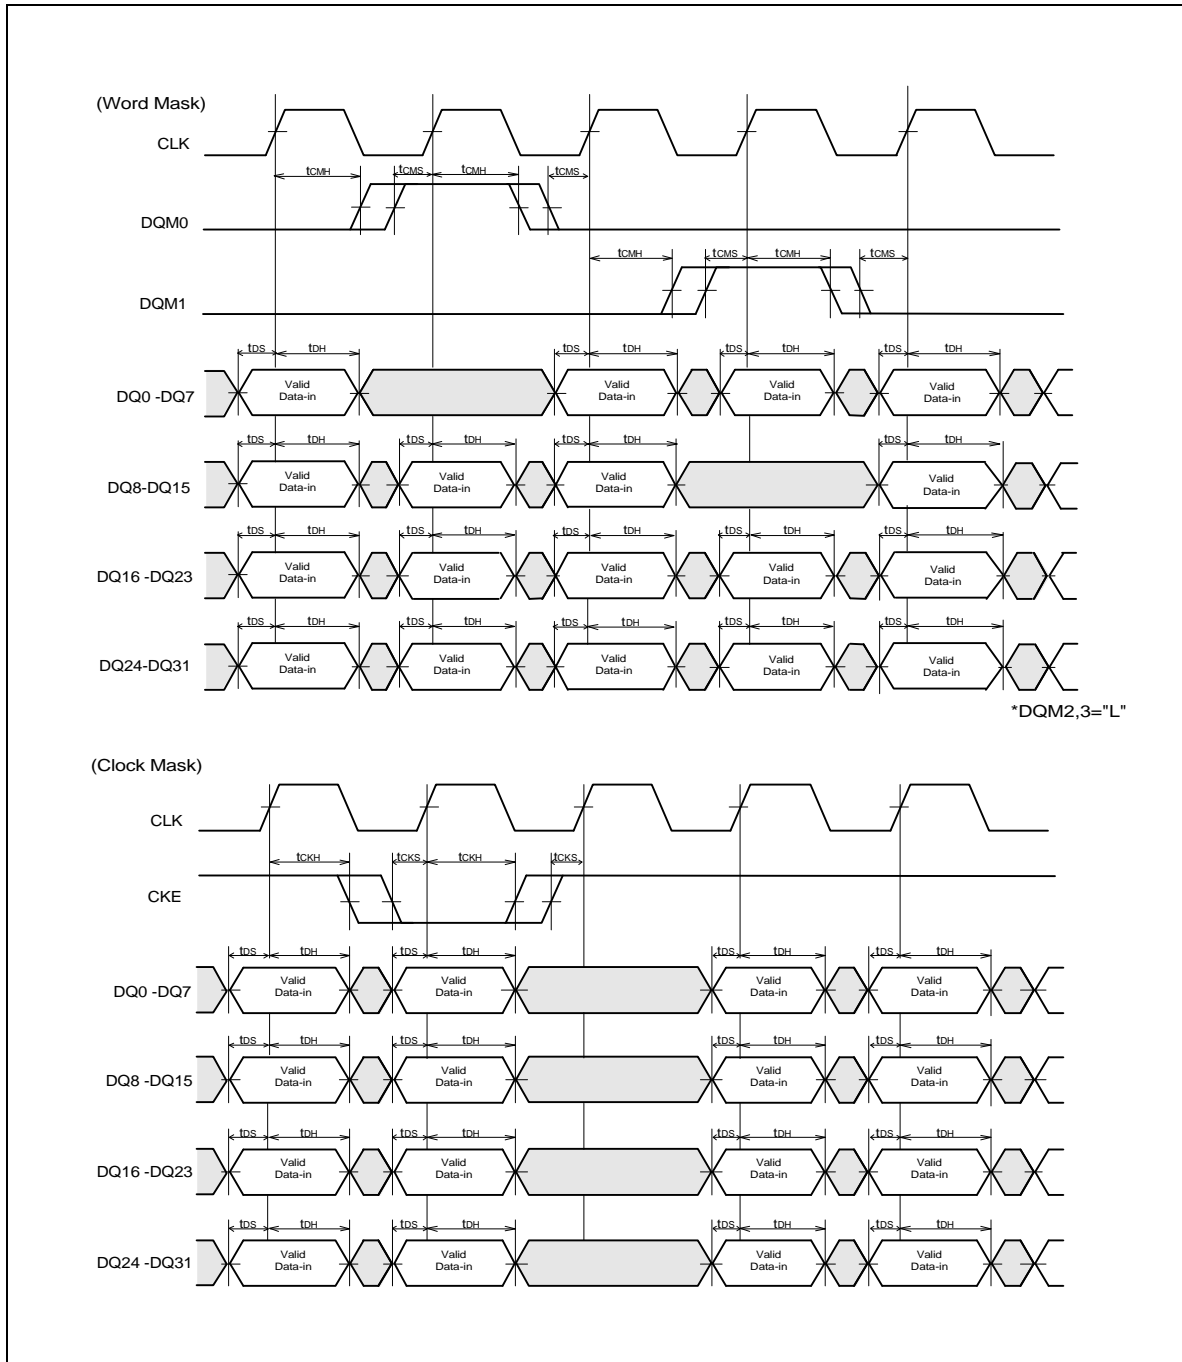 (Word Mask)
CLK
tCMH tCMS tCMH tCMS
DQM0
tCMH tCMS tCMH tCMS
DQM1
tDS tDH tDS tDH tDS tDH tDS tDH
DQ0 -DQ7 Valid Data-in Valid Data-in Valid Data-in Valid Data-in
tDS tDH tDS tDH tDS tDH tDS tDH
DQ8-DQ15 Valid Data-in Valid Data-in Valid Data-in Valid Data-in
tDS tDH tDS tDH tDS tDH tDS tDH tDS tDH
DQ16 -DQ23 Valid Data-in Valid Data-in Valid Data-in Valid Data-in Valid Data-in
tDS tDH tDS tDH tDS tDH tDS tDH tDS tDH
DQ24-DQ31 Valid Data-in Valid Data-in Valid Data-in Valid Data-in Valid Data-in
*DQM2,3="L"
(Clock Mask)
CLK
tCKH tCKS tCKH tCKS
CKE
tDS tDH tDS tDH tDS tDH tDS tDH
DQ0 -DQ7 Valid Data-in Valid Data-in Valid Data-in Valid Data-in
tDS tDH tDS tDH tDS tDH tDS tDH
DQ8 -DQ15 Valid Data-in Valid Data-in Valid Data-in Valid Data-in
tDS tDH tDS tDH tDS tDH tDS tDH
DQ16 -DQ23 Valid Data-in Valid Data-in Valid Data-in Valid Data-in
tDS tDH tDS tDH tDS tDH tDS tDH
DQ24 -DQ31 Valid Data-in Valid Data-in Valid Data-in Valid Data-in